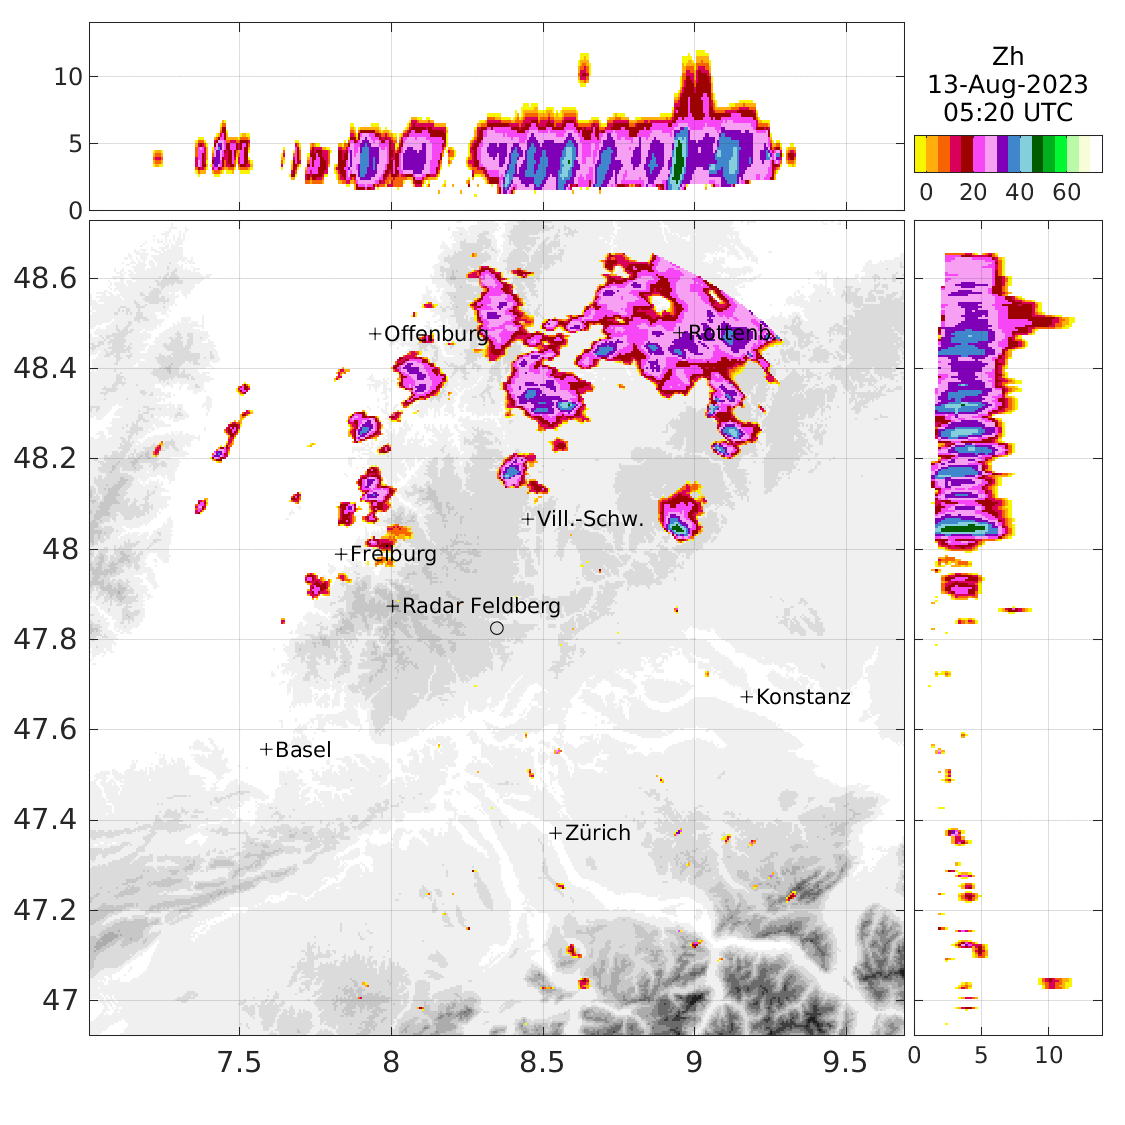 10
5
0
Zh
13-Aug-2023
05:20 UTC
0 20 40 60
48.6
48.4
48.2
48
47.8
47.6
47.4
47.2
47
+Offenburg
+Rottenb.
+Vill.-Schw.
+Freiburg
+Radar Feldberg
+Konstanz
+Basel
+Zürich
7.5 8 8.5 9 9.5
0 5 10